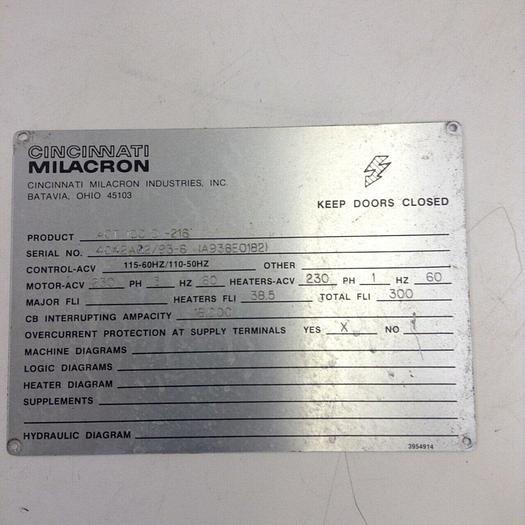 CINCINNATI
MILACRON
CINCINNATI MILACRON INDUSTRIES, INC.
BATAVIA, OHIO 45103
KEEP DOORS CLOSED
PRODUCT
SERIAL NO. (A938E0182)
CONTROL-ACV 115-60HZ/110-50HZ OTHER
MOTOR-ACV 230 PH 3 HZ 60 HEATERS-ACV 230 PH 1 HZ 60
MAJOR FLI HEATERS FLI 38.5 TOTAL FLI 300
CB INTERRUPTING AMPACITY 18,000
OVERCURRENT PROTECTION AT SUPPLY TERMINALS YES X NO
MACHINE DIAGRAMS
LOGIC DIAGRAMS
HEATER DIAGRAM
SUPPLEMENTS
HYDRAULIC DIAGRAM
3954914